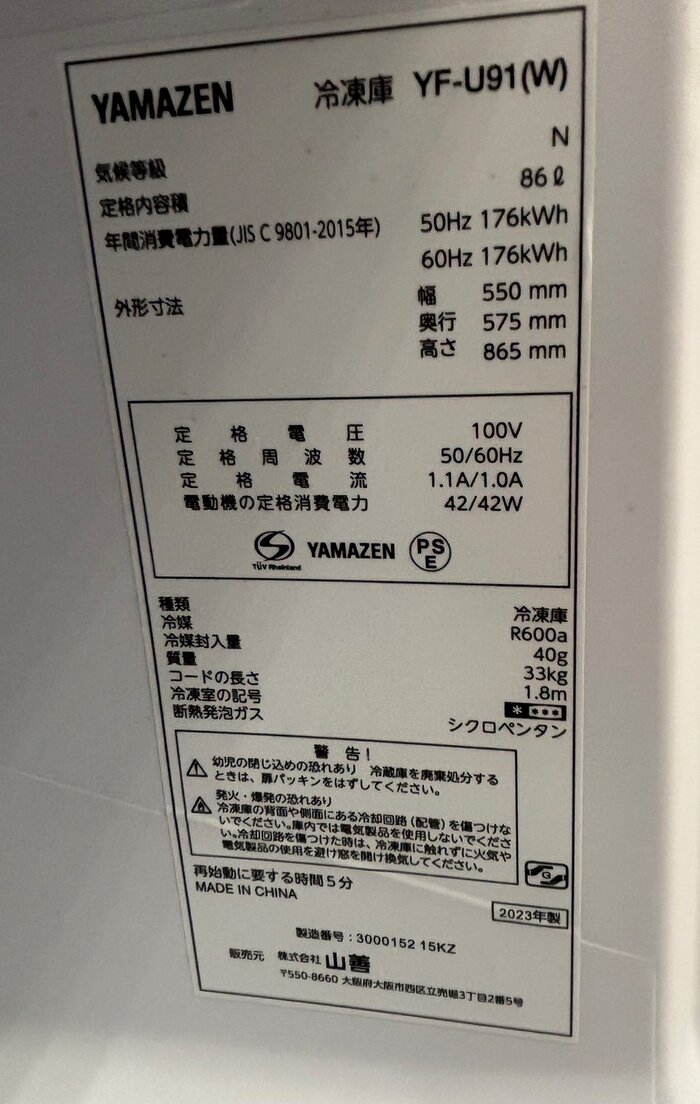 YAMAZEN 冷凍庫 YF-U91(W)
気候等級 N
定格内容積 86ℓ
年間消費電力量(JIS C 9801-2015年) 50Hz 176kWh
60Hz 176kWh
外形寸法 幅 550 mm
奥行 575 mm
高さ 865 mm
定格電圧 100V
定格周波数 50/60Hz
定格電流 1.1A/1.0A
電動機の定格消費電力 42/42W
TÜV Rheinland YAMAZEN PSE
種類 冷凍庫
冷媒 R600a
冷媒封入量 40g
質量 33kg
コードの長さ 1.8m
冷凍室の記号 * ***
断熱発泡ガス シクロペンタン
警告!
幼児の閉じ込めの恐れあり 冷蔵庫を廃棄処分する
ときは、扉パッキンをはずしてください。
発火・爆発の恐れあり
冷凍庫の背面や側面にある冷却回路(配管)を傷つけな
いでください。庫内では電気製品を使用しないでくださ
い。冷却回路を傷つけた時は、冷凍庫に触れずに火気や
電気製品の使用を避け窓を開け換気してください。
G
再始動に要する時間5分
MADE IN CHINA
2023年製
製造番号:3000152 15KZ
販売元 株式会社 山善
〒550-8660 大阪府大阪市西区立売堀3丁目2番5号